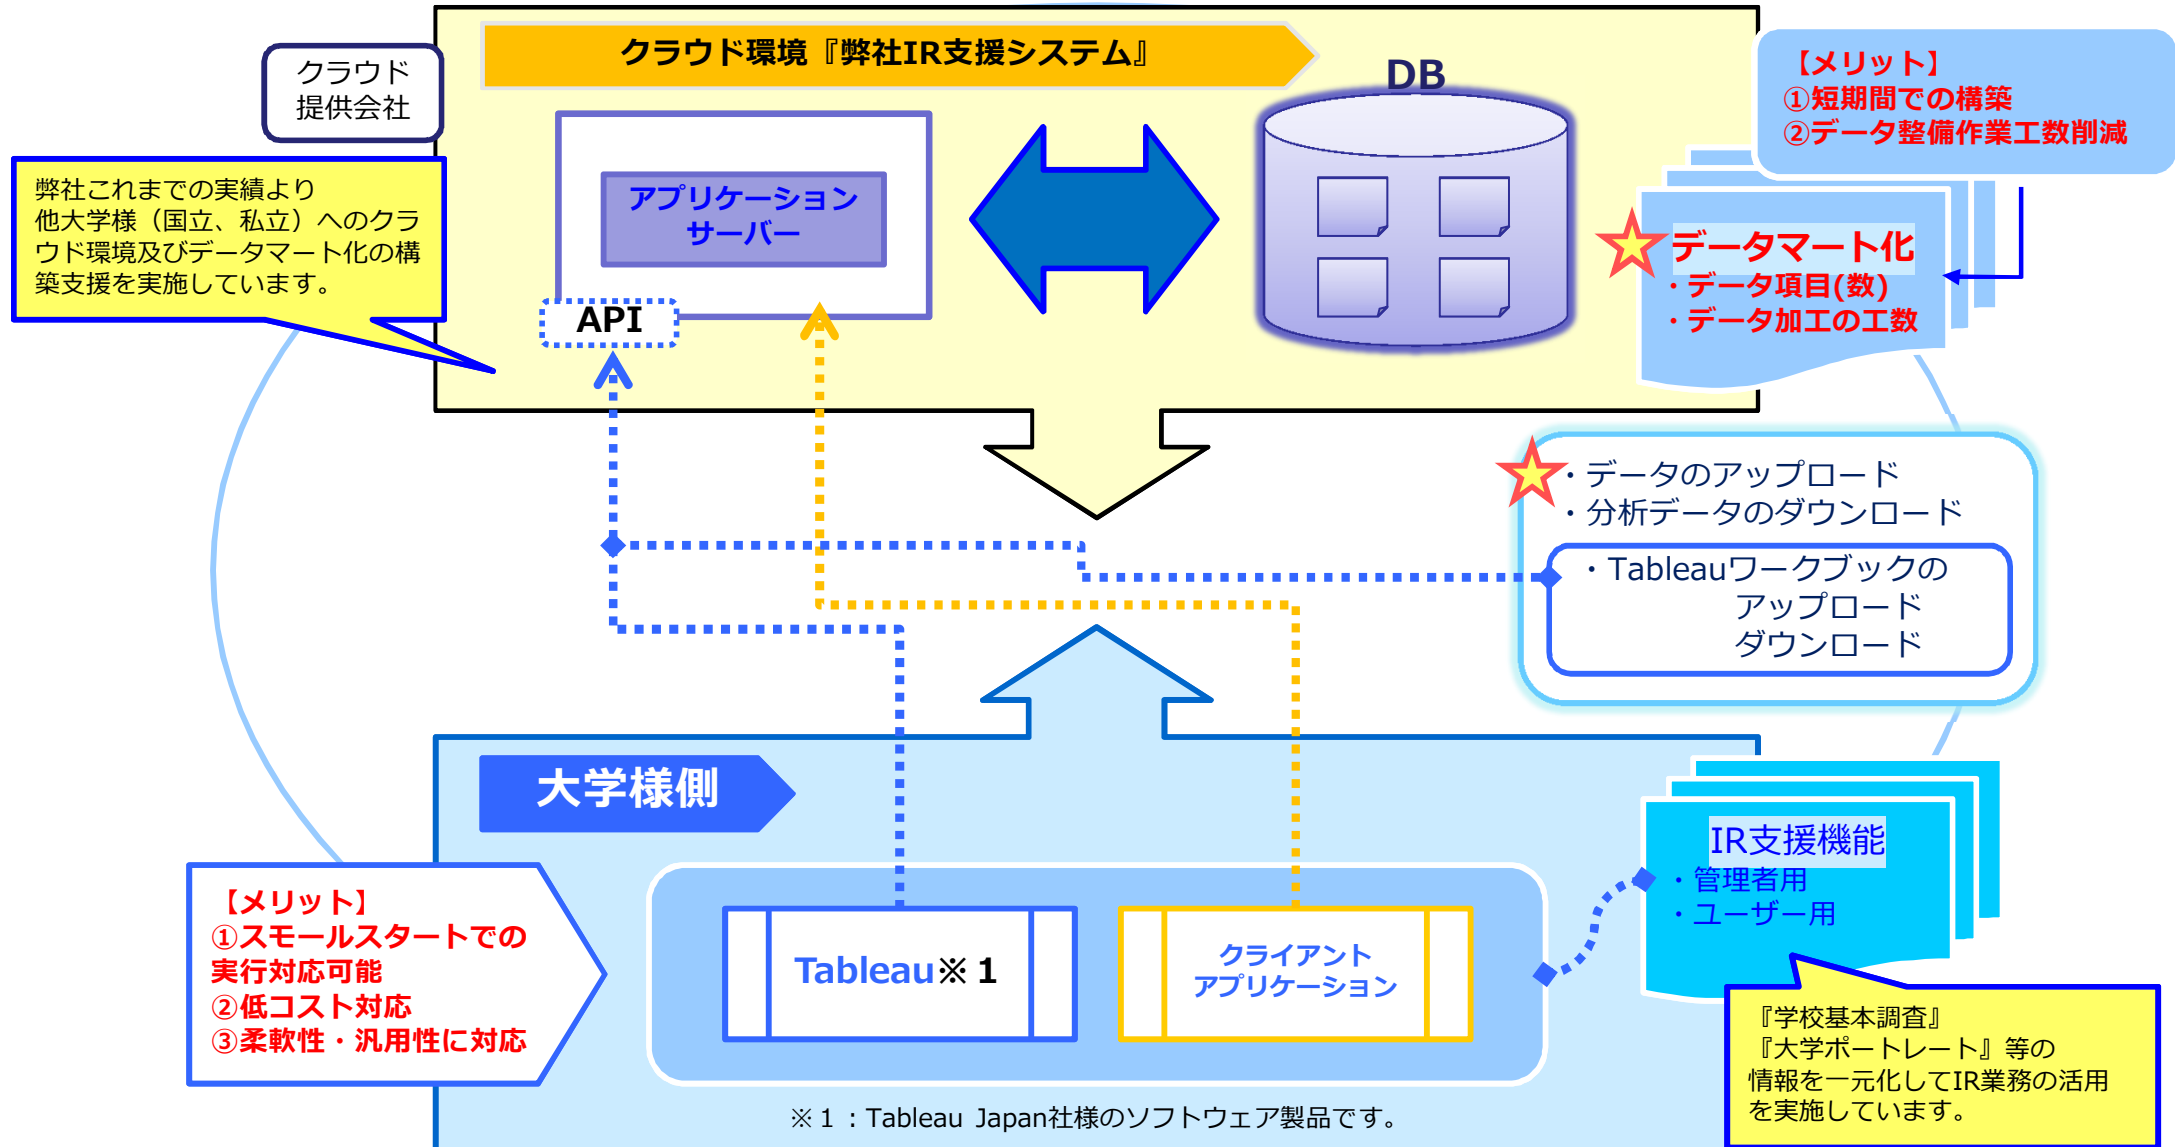 クラウド環境『弊社IR支援システム』
クラウド
提供会社
DB
【メリット】
①短期間での構築
②データ整備作業工数削減
弊社これまでの実績より
他大学様（国立、私立）へのクラ
ウド環境及びデータマート化の構
築支援を実施しています。
アプリケーション
サーバー
API
データマート化
・データ項目(数)
・データ加工の工数
・データのアップロード
・分析データのダウンロード
・Tableauワークブックの
アップロード
ダウンロード
大学様側
IR支援機能
・管理者用
・ユーザー用
【メリット】
①スモールスタートでの
実行対応可能
②低コスト対応
③柔軟性・汎用性に対応
Tableau※１
クライアント
アプリケーション
『学校基本調査』
『大学ポートレート』等の
情報を一元化してIR業務の活用
を実施しています。
※１：Tableau Japan社様のソフトウェア製品です。